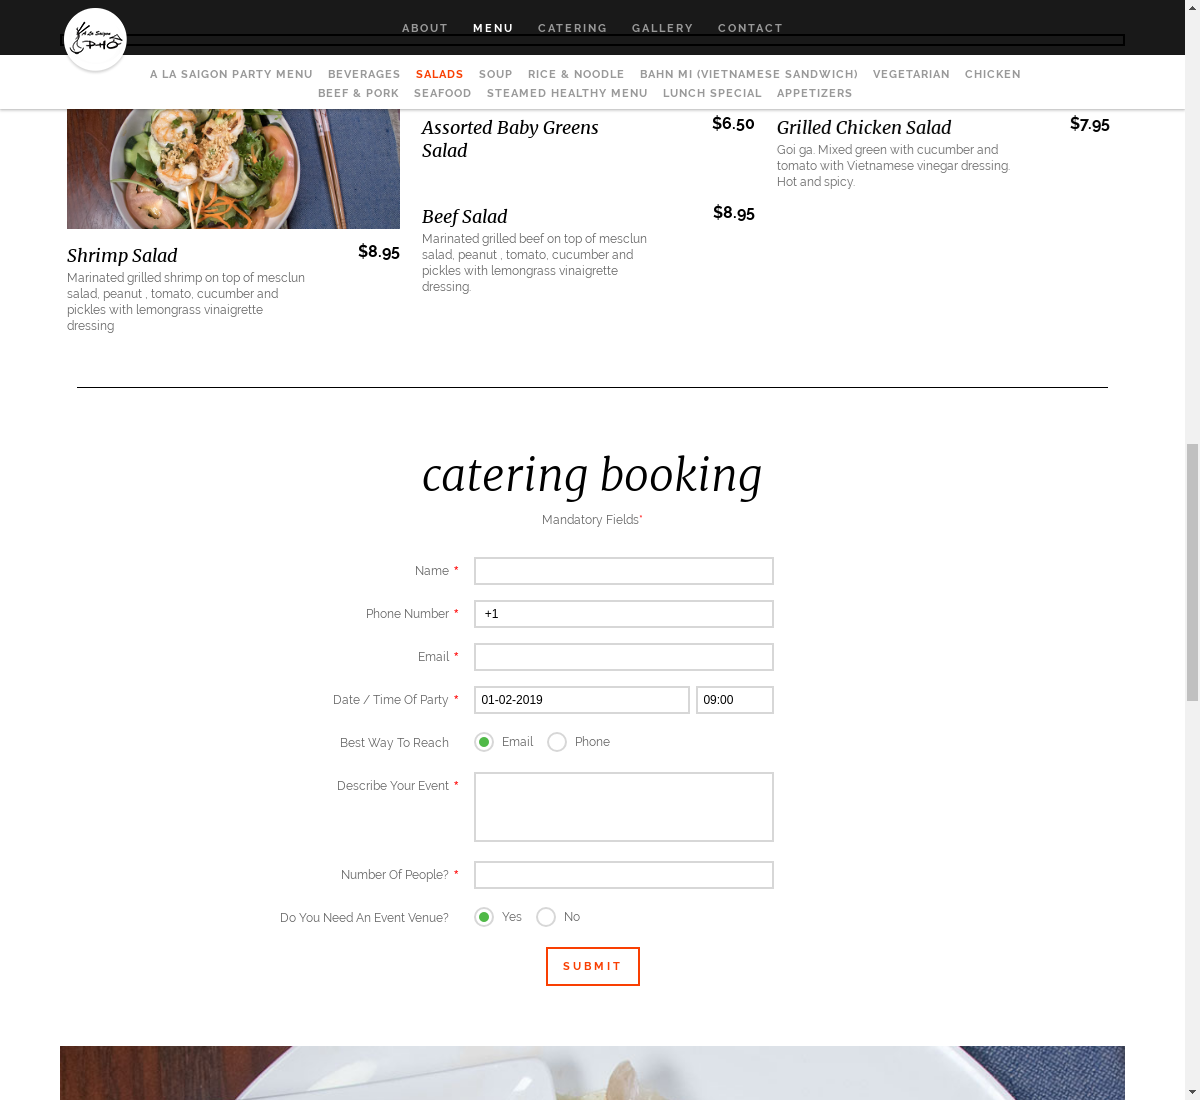 ABOUT MENU CATERING GALLERY CONTACT
A La Saigon
PHO
A LA SAIGON PARTY MENU BEVERAGES SALADS SOUP RICE & NOODLE BAHN MI (VIETNAMESE SANDWICH) VEGETARIAN CHICKEN
BEEF & PORK SEAFOOD STEAMED HEALTHY MENU LUNCH SPECIAL APPETIZERS
Shrimp Salad $8.95
Marinated grilled shrimp on top of mesclun
salad, peanut , tomato, cucumber and
pickles with lemongrass vinaigrette
dressing
Assorted Baby Greens $6.50
Salad
Beef Salad $8.95
Marinated grilled beef on top of mesclun
salad, peanut , tomato, cucumber and
pickles with lemongrass vinaigrette
dressing.
Grilled Chicken Salad $7.95
Goi ga. Mixed green with cucumber and
tomato with Vietnamese vinegar dressing.
Hot and spicy.
catering booking
Mandatory Fields*
Name *
Phone Number * +1
Email *
Date / Time Of Party * 01-02-2019 09:00
Best Way To Reach Email Phone
Describe Your Event *
Number Of People? *
Do You Need An Event Venue? Yes No
SUBMIT